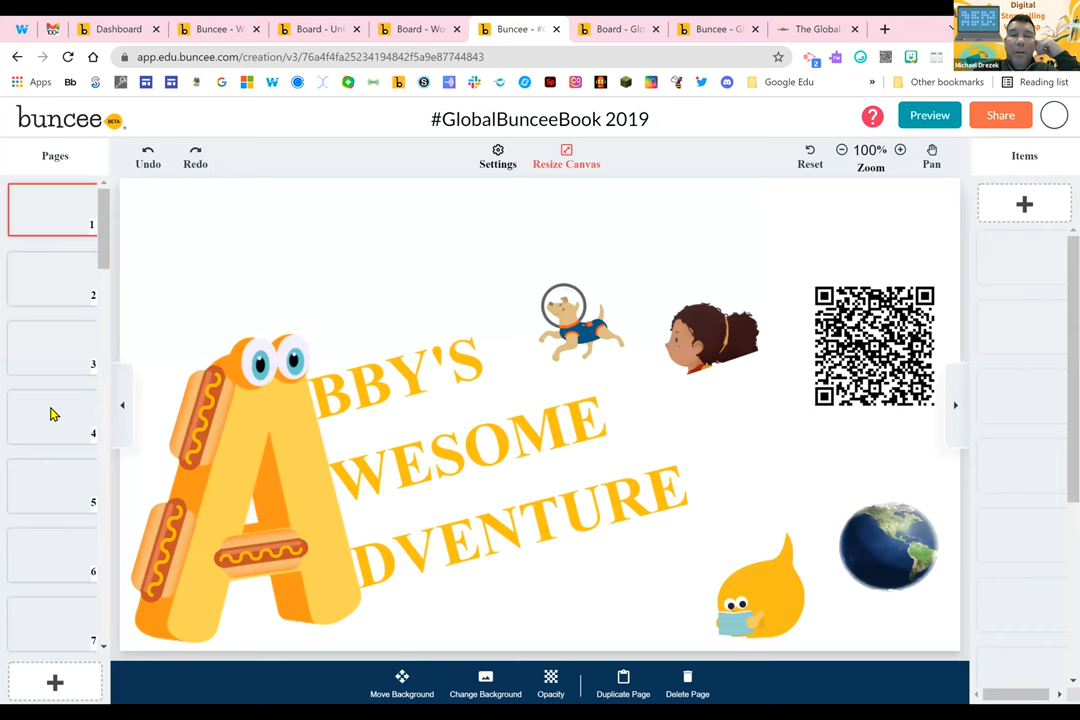 Dashboard
Buncee - W
Board - Unt
Board - Wo
Buncee - #G
Board - Glo
Buncee - Gl
The Global
Digital
Storytelling
Michael Drezek
app.edu.buncee.com/creation/v3/76a4f4fa25234194842f5a9e87744843
Apps
Bb
Google Edu
Other bookmarks
Reading list
buncee BETA
#GlobalBunceeBook 2019
Preview
Share
Pages
Undo
Redo
Settings
Resize Canvas
Reset
100%
Zoom
Pan
Items
1
2
3
4
5
6
7
ABBY'S
WESOME
DVENTURE
Move Background
Change Background
Opacity
Duplicate Page
Delete Page